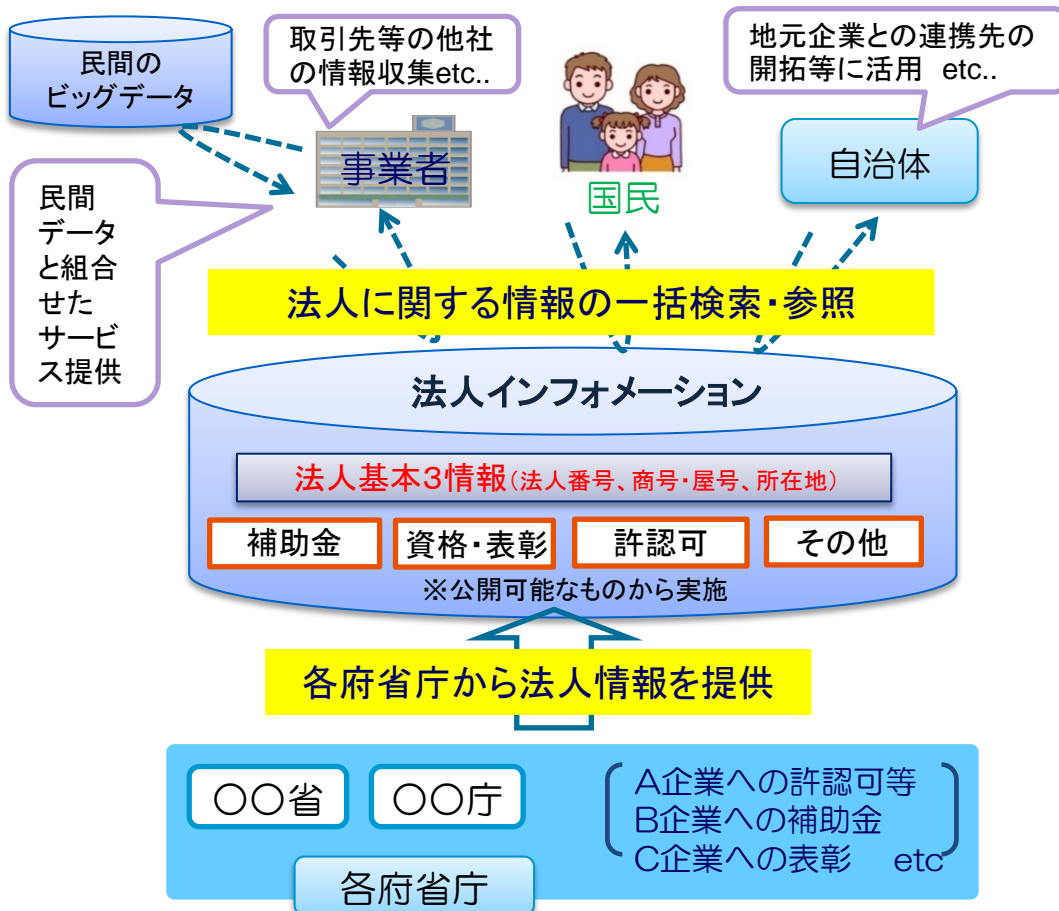 民間の
ビッグデータ
取引先等の他社
の情報収集etc..
地元企業との連携先の
開拓等に活用 etc..
事業者
国民
自治体
民間
データ
と組合
せた
サービ
ス提供
法人に関する情報の一括検索・参照
法人インフォメーション
法人基本3情報(法人番号、商号・屋号、所在地)
補助金
資格・表彰
許認可
その他
※公開可能なものから実施
各府省庁から法人情報を提供
〇〇省
〇〇庁
A企業への許認可等
B企業への補助金
C企業への表彰 etc
各府省庁